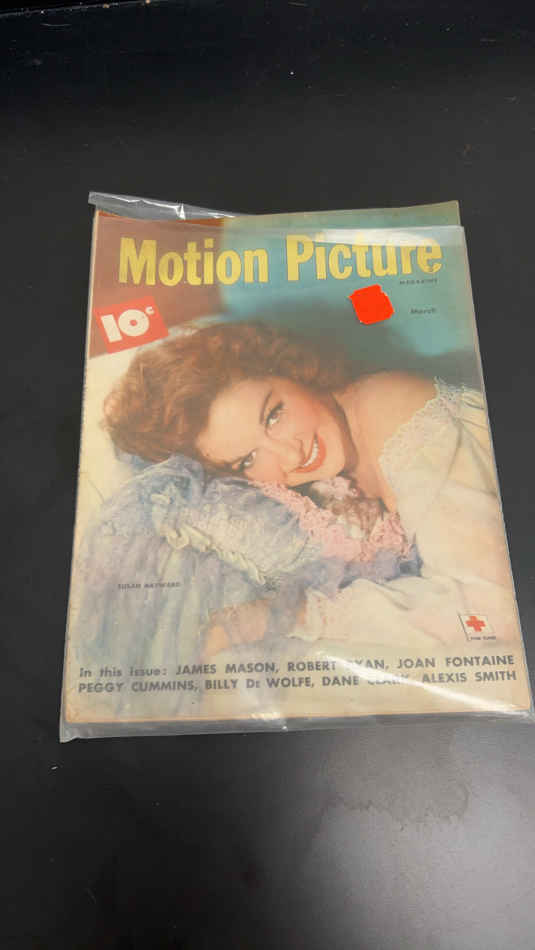 Motion Picture
MAGAZINE
10¢
March
SUSAN HAYWARD
In this issue: JAMES MASON, ROBERT RYAN, JOAN FONTAINE
PEGGY CUMMINS, BILLY De WOLFE, DANE CLARK, ALEXIS SMITH